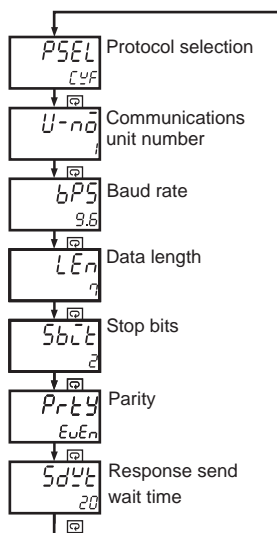 PSEL Protocol selection
CWF
U-no Communications
1 unit number
bPS Baud rate
9.6
LEn Data length
7
Sbit Stop bits
2
PrtY Parity
EvEn
SdWt Response send
20 wait time